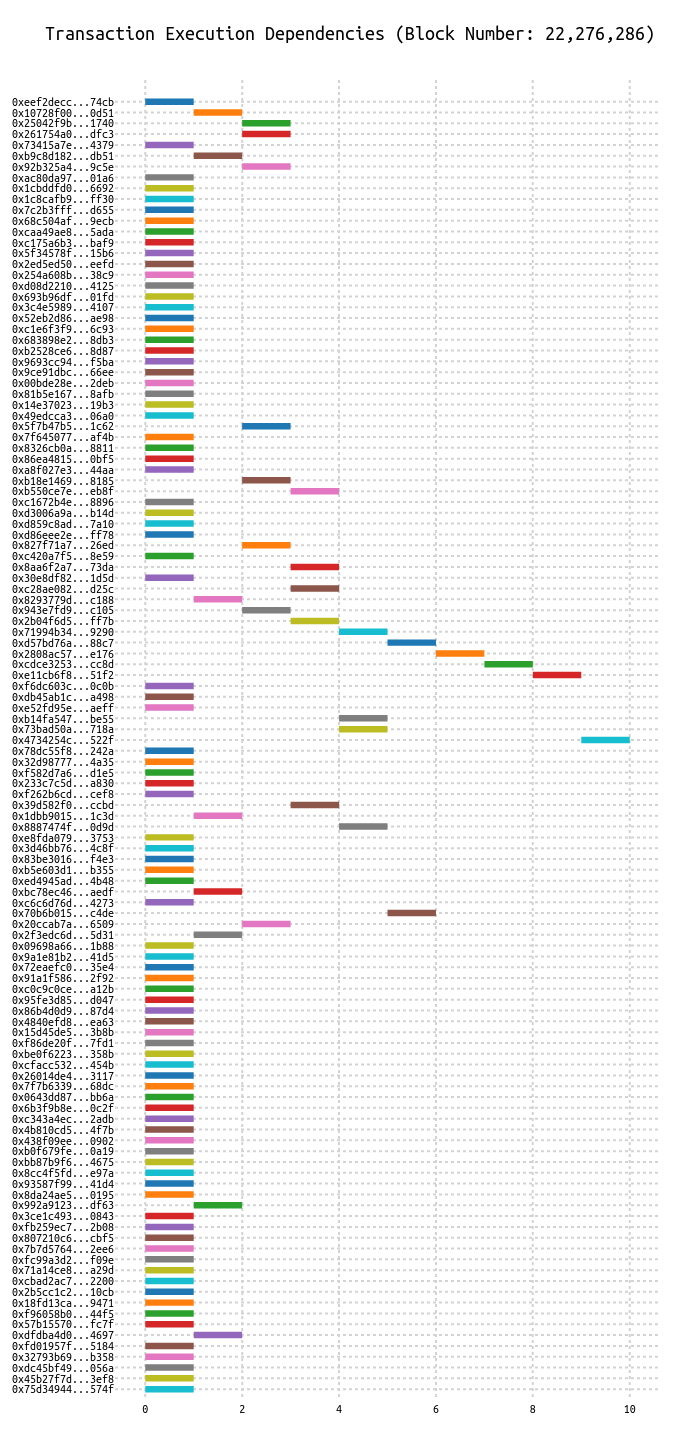 Transaction Execution Dependencies (Block Number: 22,276,286)
0xeef2decc...74cb
0x10728f00...0d51
0x25042f9b...1740
0x261754a0...dfc3
0x73415a7e...4379
0xb9c8d182...db51
0x92b325a4...9c5e
0xac80da97...01a6
0x1cbddfd0...6692
0x1c8cafb9...ff30
0x7c2b3fff...d655
0x68c504af...9ecb
0xcaa49ae8...5ada
0xc175a6b3...baf9
0x5f34578f...15b6
0x2ed5ed50...eefd
0x254a608b...38c9
0xd08d2210...4125
0x693b96df...01fd
0x3c4e5989...4107
0x52eb2d86...ae98
0xc1e6f3f9...6c93
0x683898e2...8db3
0xb2528ce6...8d87
0x9693cc94...f5ba
0x9ce91dbc...66ee
0x00bde28e...2deb
0x81b5e167...8afb
0x14e37023...19b3
0x49edcca3...06a0
0x5f7b47b5...1c62
0x7f645077...af4b
0x8326cb0a...8811
0x86ea4815...0bf5
0xa8f027e3...44aa
0xb18e1469...8185
0xb550ce7e...eb8f
0xc1672b4e...8896
0xd3006a9a...b14d
0xd859c8ad...7a10
0xd86eee2e...ff78
0x827f71a7...26ed
0xc420a7f5...8e59
0x8aa6f2a7...73da
0x30e8df82...1d5d
0xc28ae082...d25c
0x8293779d...c188
0x943e7fd9...c105
0x2b04f6d5...ff7b
0x71994b34...9290
0xd57bd76a...88c7
0x2808ac57...e176
0xcdce3253...cc8d
0xe11cb6f8...51f2
0xf6dc603c...0c0b
0xdb45ab1c...a498
0xe52fd95e...aeff
0xb14fa547...be55
0x73bad50a...718a
0x4734254c...522f
0x78dc55f8...242a
0x32d98777...4a35
0xf582d7a6...d1e5
0x233c7c5d...a830
0xf262b6cd...cef8
0x39d582f0...ccbd
0x1dbb9015...1c3d
0x8887474f...0d9d
0xe8fda079...3753
0x3d46bb76...4c8f
0x83be3016...f4e3
0xb5e603d1...b355
0xed4945ad...4b48
0xbc78ec46...aedf
0xc6c6d76d...4273
0x70b6b015...c4de
0x20ccab7a...6509
0x2f3edc6d...5d31
0x09698a66...1b88
0x9a1e81b2...41d5
0x72eaefc0...35e4
0x91a1f586...2f92
0xc0c9c0ce...a12b
0x95fe3d85...d047
0x86b4d0d9...87d4
0x4840efd8...ea63
0x15d45de5...3b8b
0xf86de20f...7fd1
0xbe0f6223...358b
0xcfacc532...454b
0x26014de4...3117
0x7f7b6339...68dc
0x0643dd87...bb6a
0x6b3f9b8e...0c2f
0xc343a4ec...2adb
0x4b810cd5...4f7b
0x438f09ee...0902
0xb0f679fe...0a19
0xbb87b9f6...4675
0x8cc4f5fd...e97a
0x93587f99...41d4
0x8da24ae5...0195
0x992a9123...df63
0x3ce1c493...0843
0xfb259ec7...2b08
0x807210c6...cbf5
0x7b7d5764...2ee6
0xfc99a3d2...f09e
0x71a14ce8...a29d
0xcbad2ac7...2200
0x2b5cc1c2...10cb
0x18fd13ca...9471
0xf96058b0...44f5
0x57b15570...fc7f
0xdfdba4d0...4697
0xfd01957f...5184
0x32793b69...b358
0xdc45bf49...056a
0x45b27f7d...3ef8
0x75d34944...574f
0 2 4 6 8 10